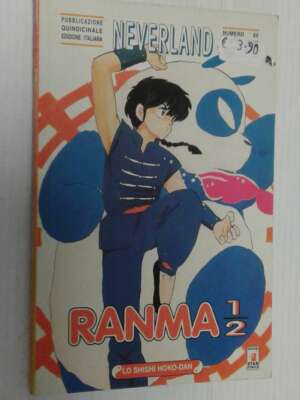 PUBBLICAZIONE
QUINDICINALE
EDIZIONE ITALIANA
NEVERLAND
NUMERO
€ 3.90
RANMA 1/2
LO SHISHI HOKO-DAN
STAR
COMICS